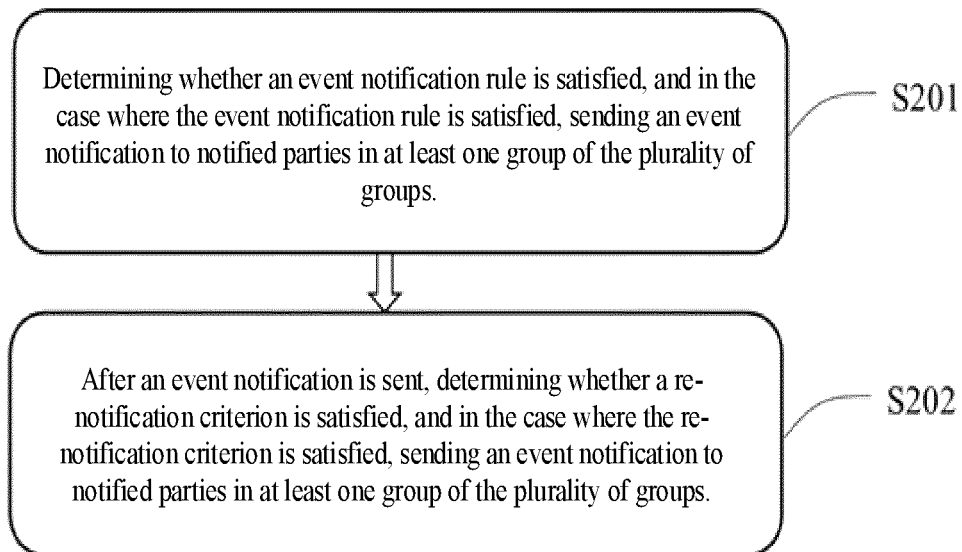 Determining whether an event notification rule is satisfied, and in the
case where the event notification rule is satisfied, sending an event
notification to notified parties in at least one group of the plurality of
groups.
S201
After an event notification is sent, determining whether a re-
notification criterion is satisfied, and in the case where the re-
notification criterion is satisfied, sending an event notification to
notified parties in at least one group of the plurality of groups.
S202